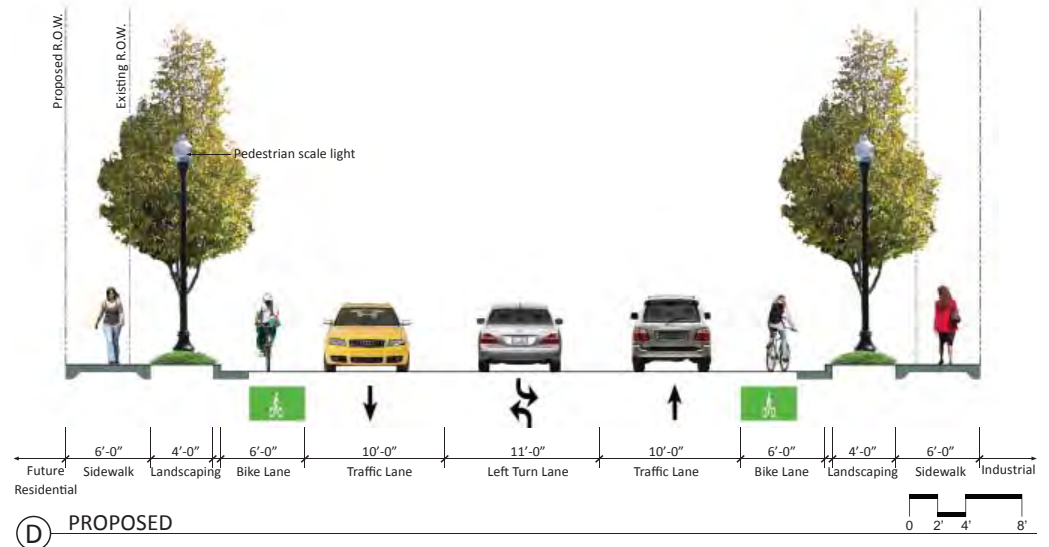 Proposed R.O.W.
Existing R.O.W.
Pedestrian scale light
6'-0" 4'-0" 6'-0" 10'-0" 11'-0" 10'-0" 6'-0" 4'-0" 6'-0"
Future Sidewalk Landscaping Bike Lane Traffic Lane Left Turn Lane Traffic Lane Bike Lane Landscaping Sidewalk Industrial
Residential
D PROPOSED
0 2' 4' 8'